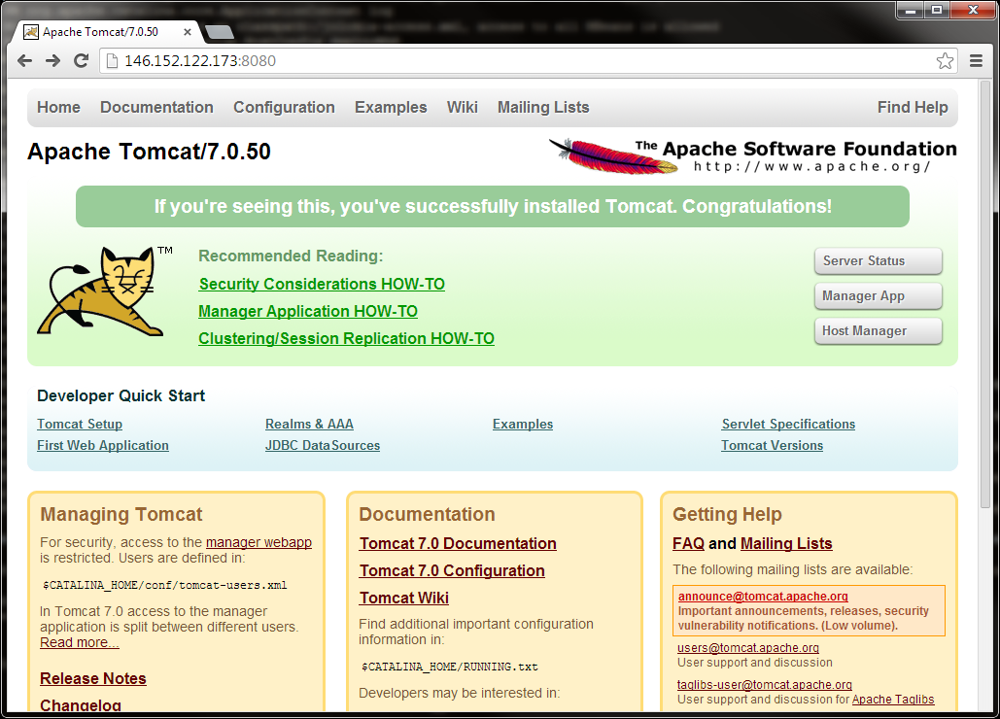 Apache Tomcat/7.0.50
146.152.122.173:8080
Home Documentation Configuration Examples Wiki Mailing Lists Find Help
Apache Tomcat/7.0.50
The Apache Software Foundation
http://www.apache.org/
If you're seeing this, you've successfully installed Tomcat. Congratulations!
TM
Recommended Reading:
Security Considerations HOW-TO
Manager Application HOW-TO
Clustering/Session Replication HOW-TO
Server Status
Manager App
Host Manager
Developer Quick Start
Tomcat Setup
First Web Application
Realms & AAA
JDBC DataSources
Examples
Servlet Specifications
Tomcat Versions
Managing Tomcat
For security, access to the manager webapp
is restricted. Users are defined in:
$CATALINA_HOME/conf/tomcat-users.xml
In Tomcat 7.0 access to the manager
application is split between different users.
Read more...
Release Notes
Changelog
Documentation
Tomcat 7.0 Documentation
Tomcat 7.0 Configuration
Tomcat Wiki
Find additional important configuration
information in:
$CATALINA_HOME/RUNNING.txt
Developers may be interested in:
Getting Help
FAQ and Mailing Lists
The following mailing lists are available:
announce@tomcat.apache.org
Important announcements, releases, security
vulnerability notifications. (Low volume).
users@tomcat.apache.org
User support and discussion
taglibs-user@tomcat.apache.org
User support and discussion for Apache Taglibs